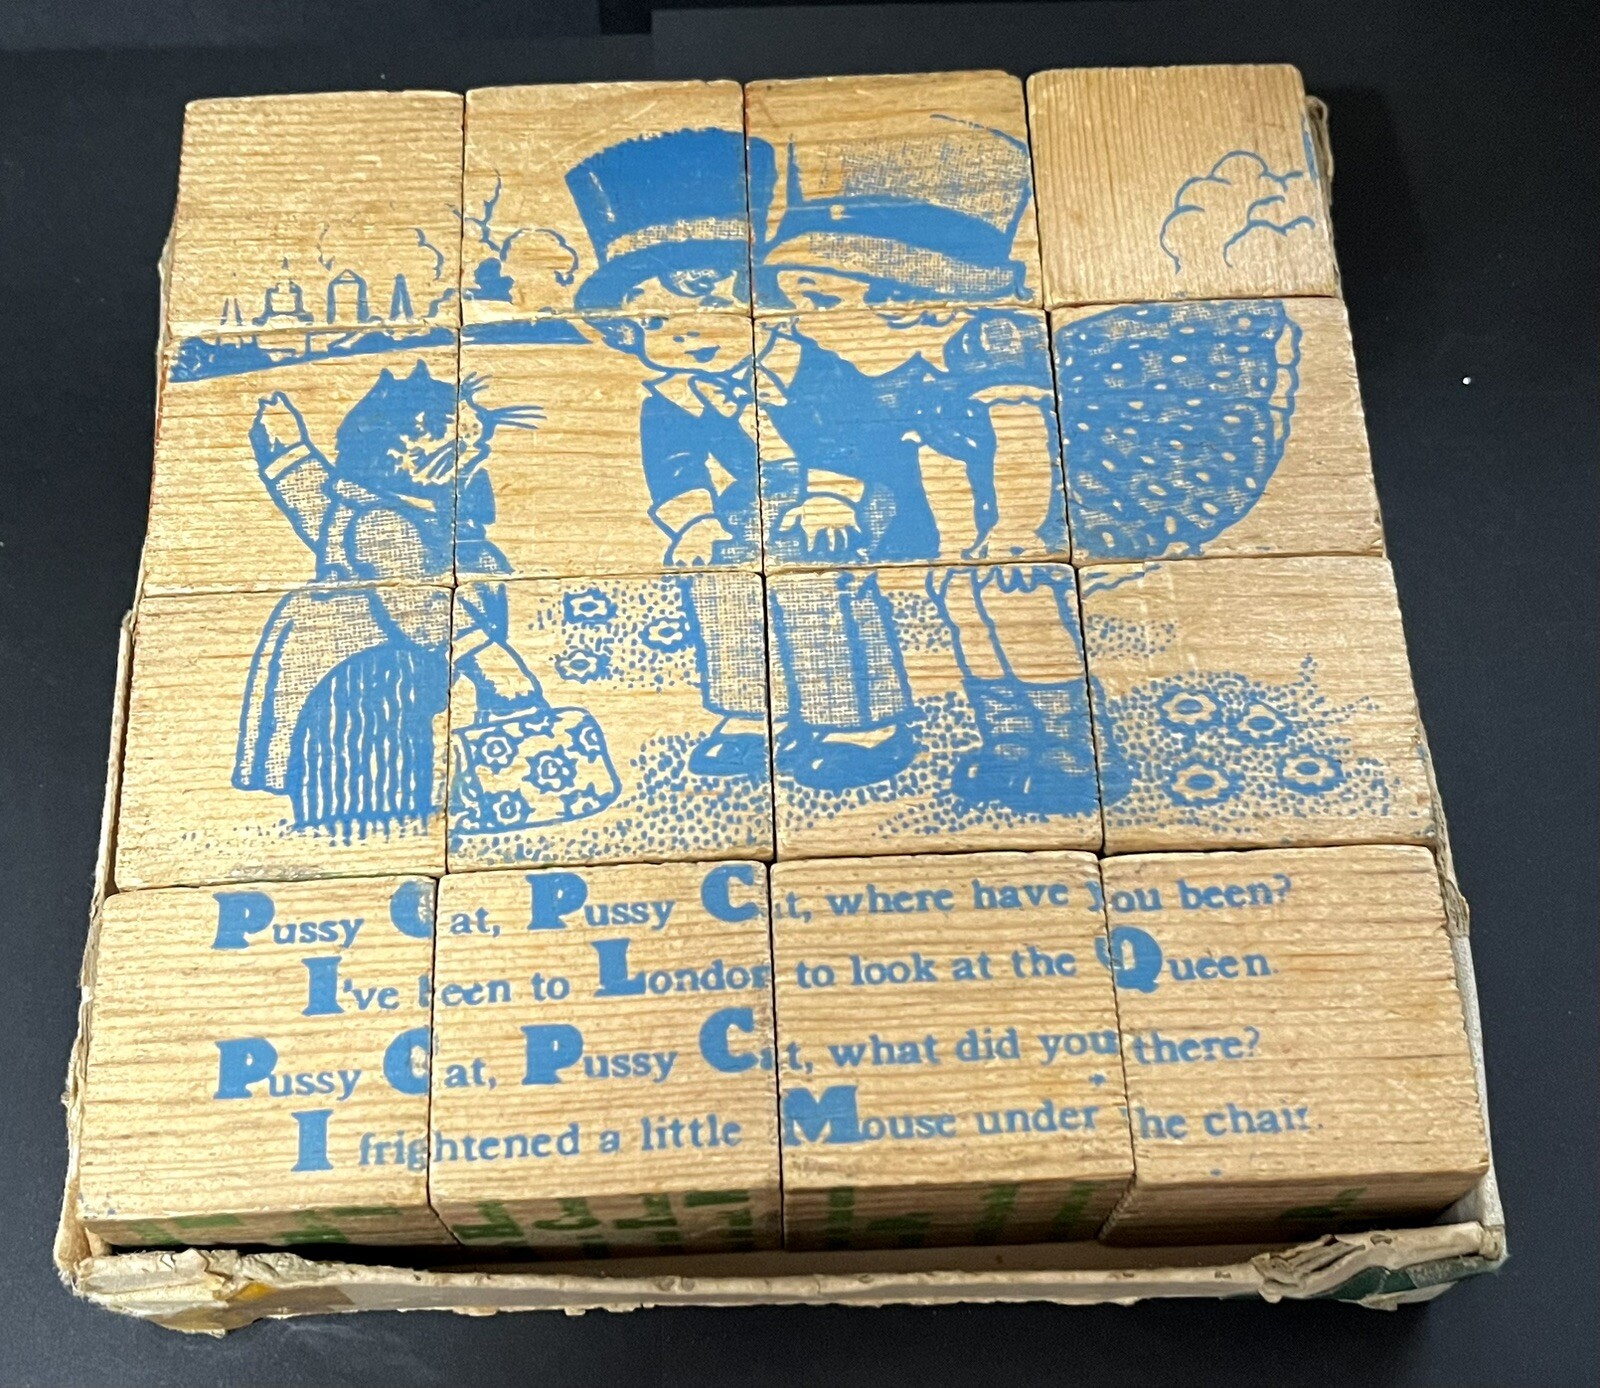 Pussy Cat, Pussy Cat, where have you been?
I've been to London to look at the Queen.
Pussy Cat, Pussy Cat, what did you there?
I frightened a little Mouse under the chair.